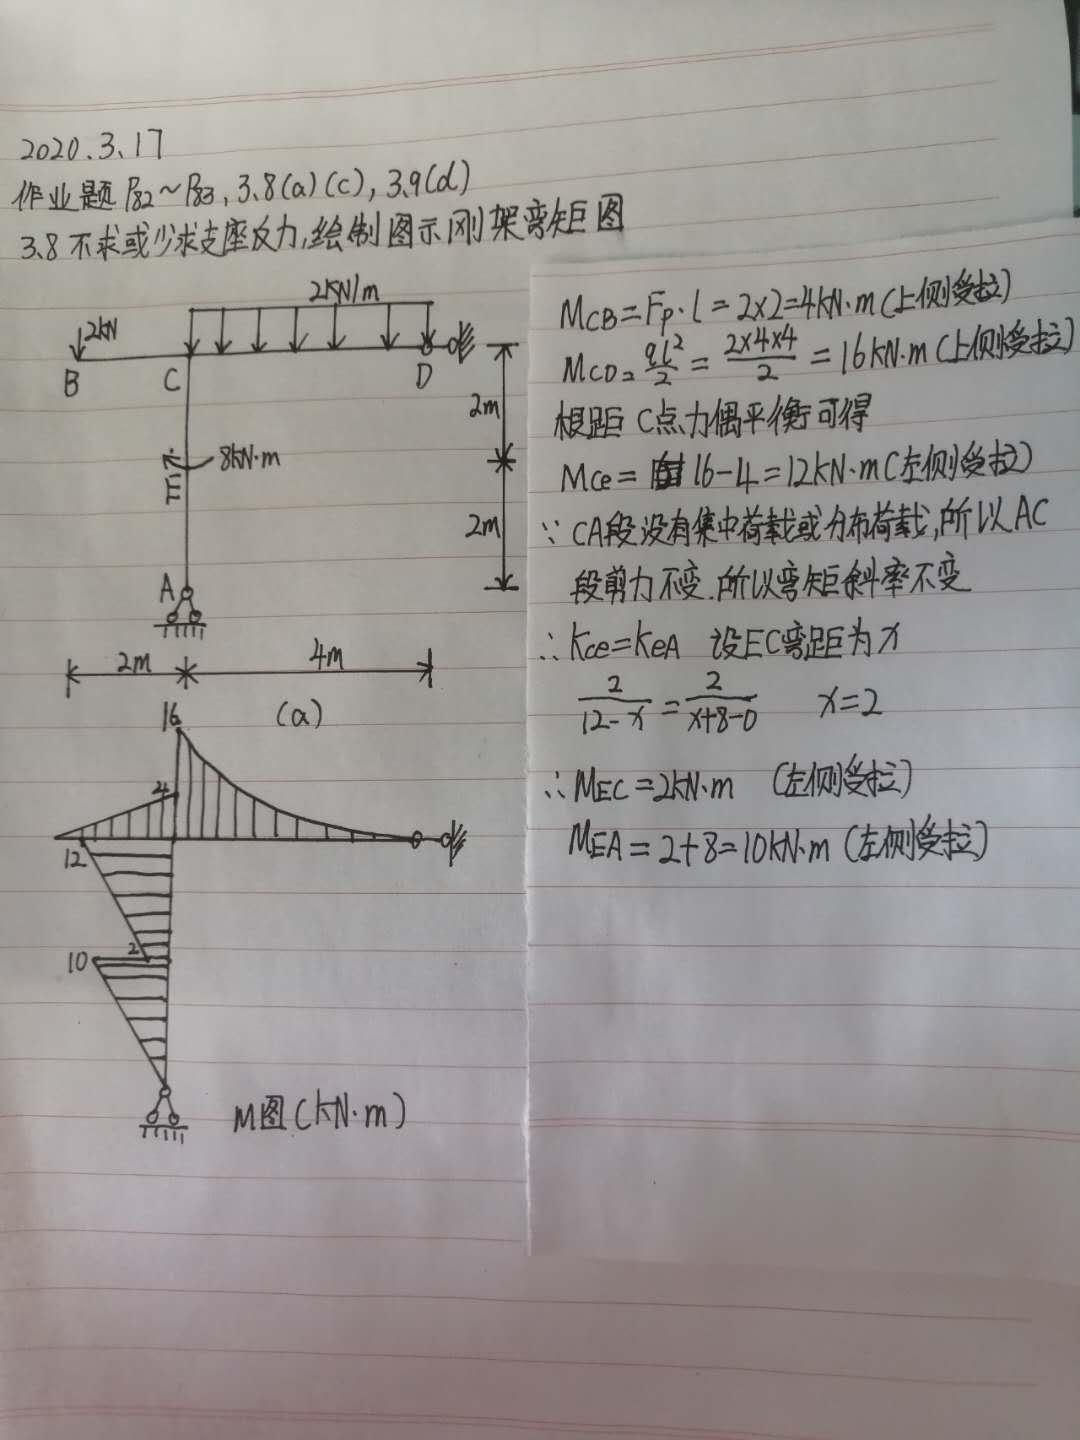 2020.3.17
作业题 P82～P83, 3.8(a)(c), 3.9(d)
3.8 不求或少求支座反力,绘制图示刚架弯矩图
2KN/m
2kN
B
C
D
2m
8kN·m
E
2m
A
2m
4m
(a)
16
4
12
2
10
M图(kN·m)
MCB=Fp·l=2×2=4kN·m(上侧受拉)
MCD=ql²/2=2×4×4/2=16kN·m(上侧受拉)
根距C点力偶平衡可得
Mce=16-4=12kN·m(左侧受拉)
∵CA段没有集中荷载或分布荷载,所以AC
段剪力不变.所以弯矩斜率不变
∴Kce=KeA 设EC弯距为x
2/12-x=2/x+8-0 x=2
∴MEC=2kN·m (左侧受拉)
MEA=2+8=10kN·m(左侧受拉)